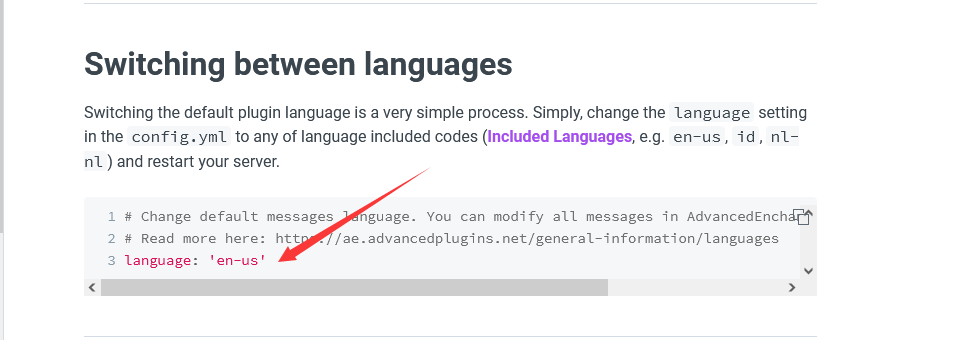 Switching between languages
Switching the default plugin language is a very simple process. Simply, change the language setting
in the config.yml to any of language included codes (Included Languages, e.g. en-us, id, nl-
nl) and restart your server.
1 # Change default messages language. You can modify all messages in AdvancedEncha
2 # Read more here: https://ae.advancedplugins.net/general-information/languages
3 language: 'en-us'